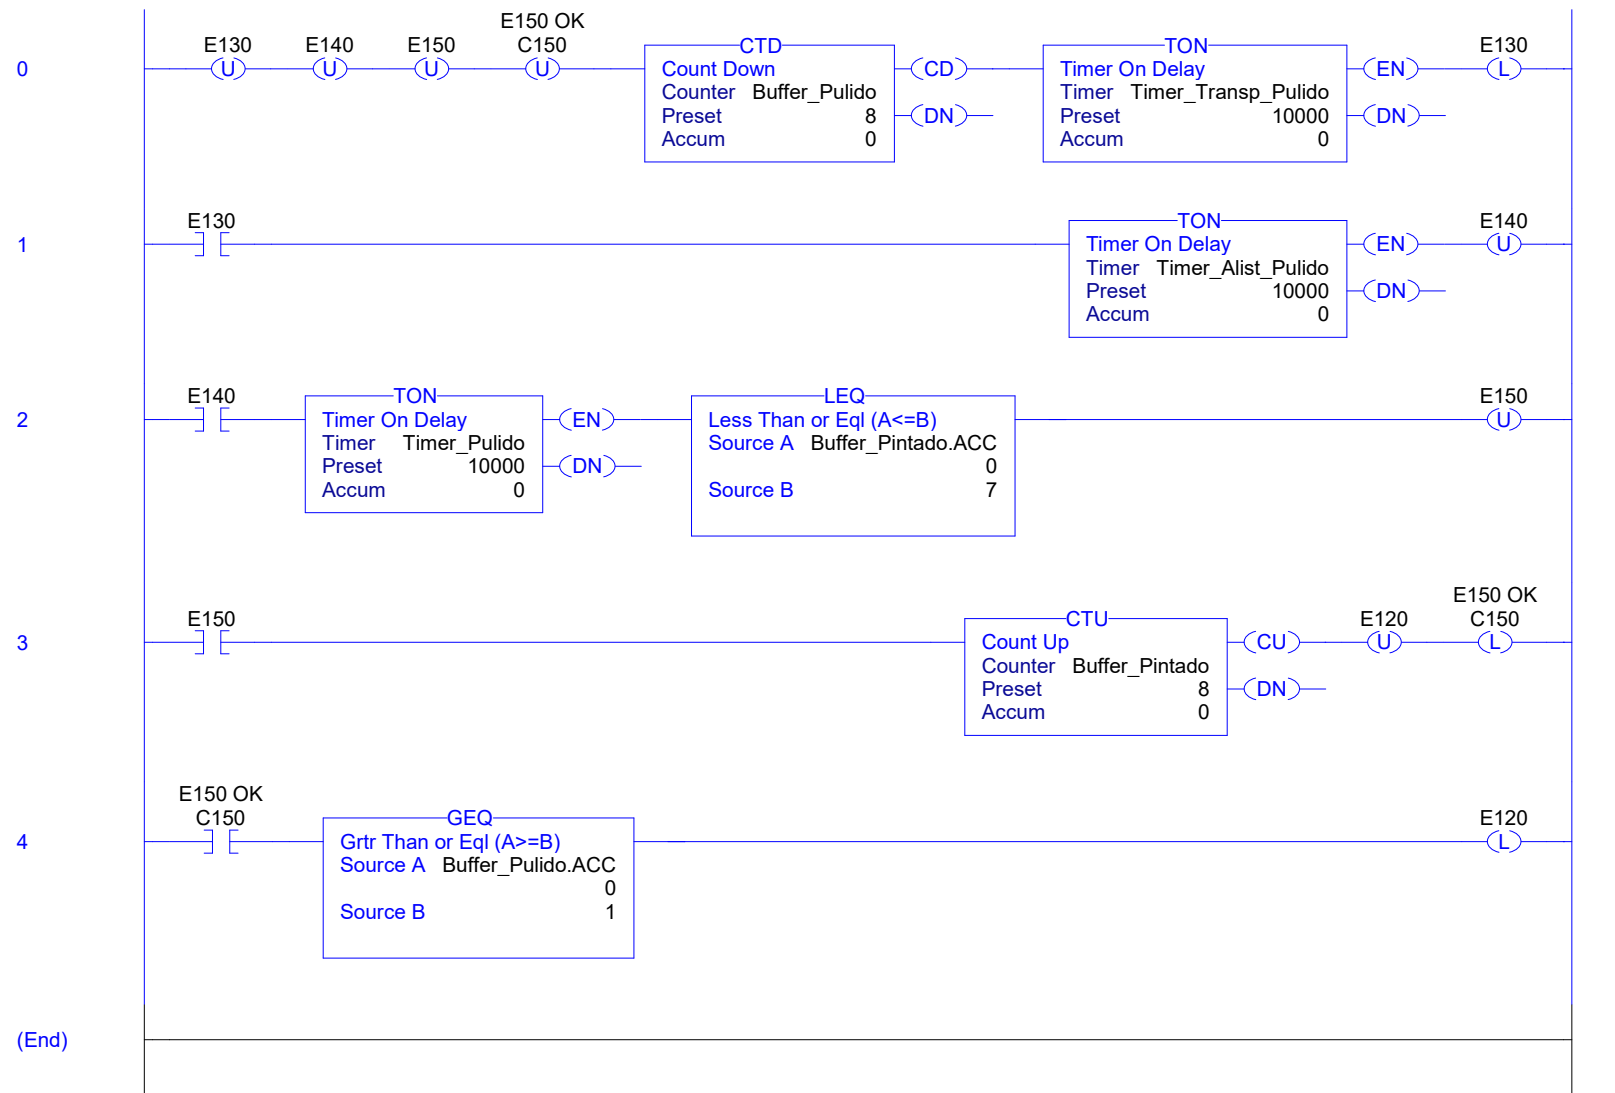 0
E130
U
E140
U
E150
U
E150 OK
C150
U
CTD
Count Down
Counter Buffer_Pulido
Preset 8
Accum 0
CD
DN
TON
Timer On Delay
Timer Timer_Transp_Pulido
Preset 10000
Accum 0
EN
DN
E130
L
1
E130
TON
Timer On Delay
Timer Timer_Alist_Pulido
Preset 10000
Accum 0
EN
DN
E140
U
2
E140
TON
Timer On Delay
Timer Timer_Pulido
Preset 10000
Accum 0
EN
DN
LEQ
Less Than or Eql (A<=B)
Source A Buffer_Pintado.ACC
0
Source B 7
E150
U
3
E150
CTU
Count Up
Counter Buffer_Pintado
Preset 8
Accum 0
CU
DN
E120
U
E150 OK
C150
L
4
E150 OK
C150
GEQ
Grtr Than or Eql (A>=B)
Source A Buffer_Pulido.ACC
0
Source B 1
E120
L
(End)